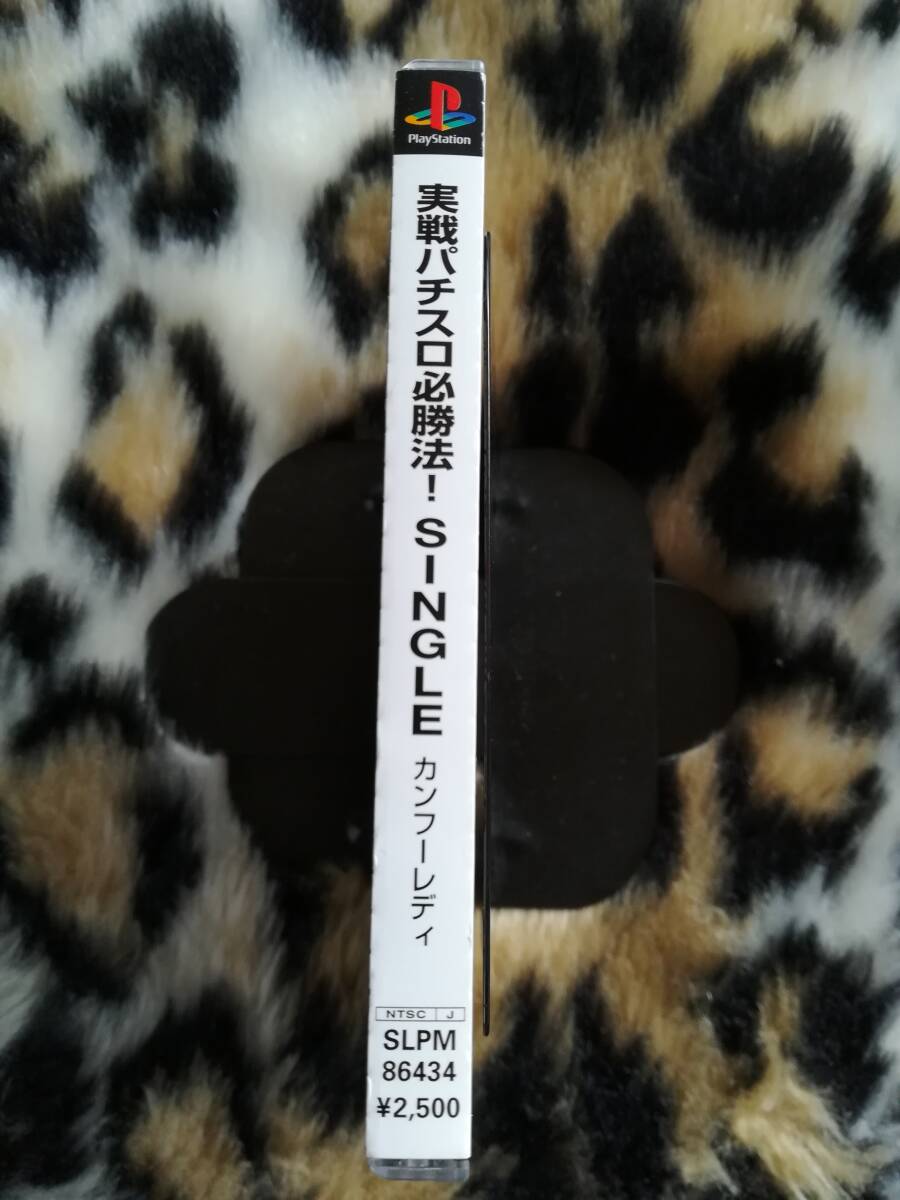 PlayStation
実戦パチスロ必勝法! SINGLE カンフーレディ
NTSC J
SLPM
86434
¥2,500